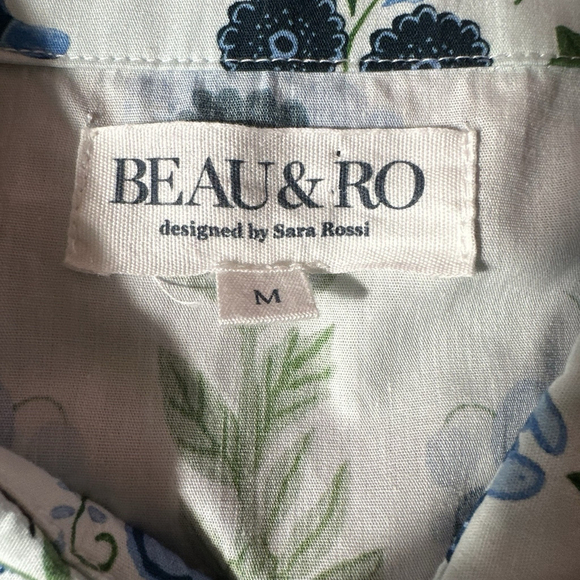 BEAU & RO
designed by Sara Rossi
M